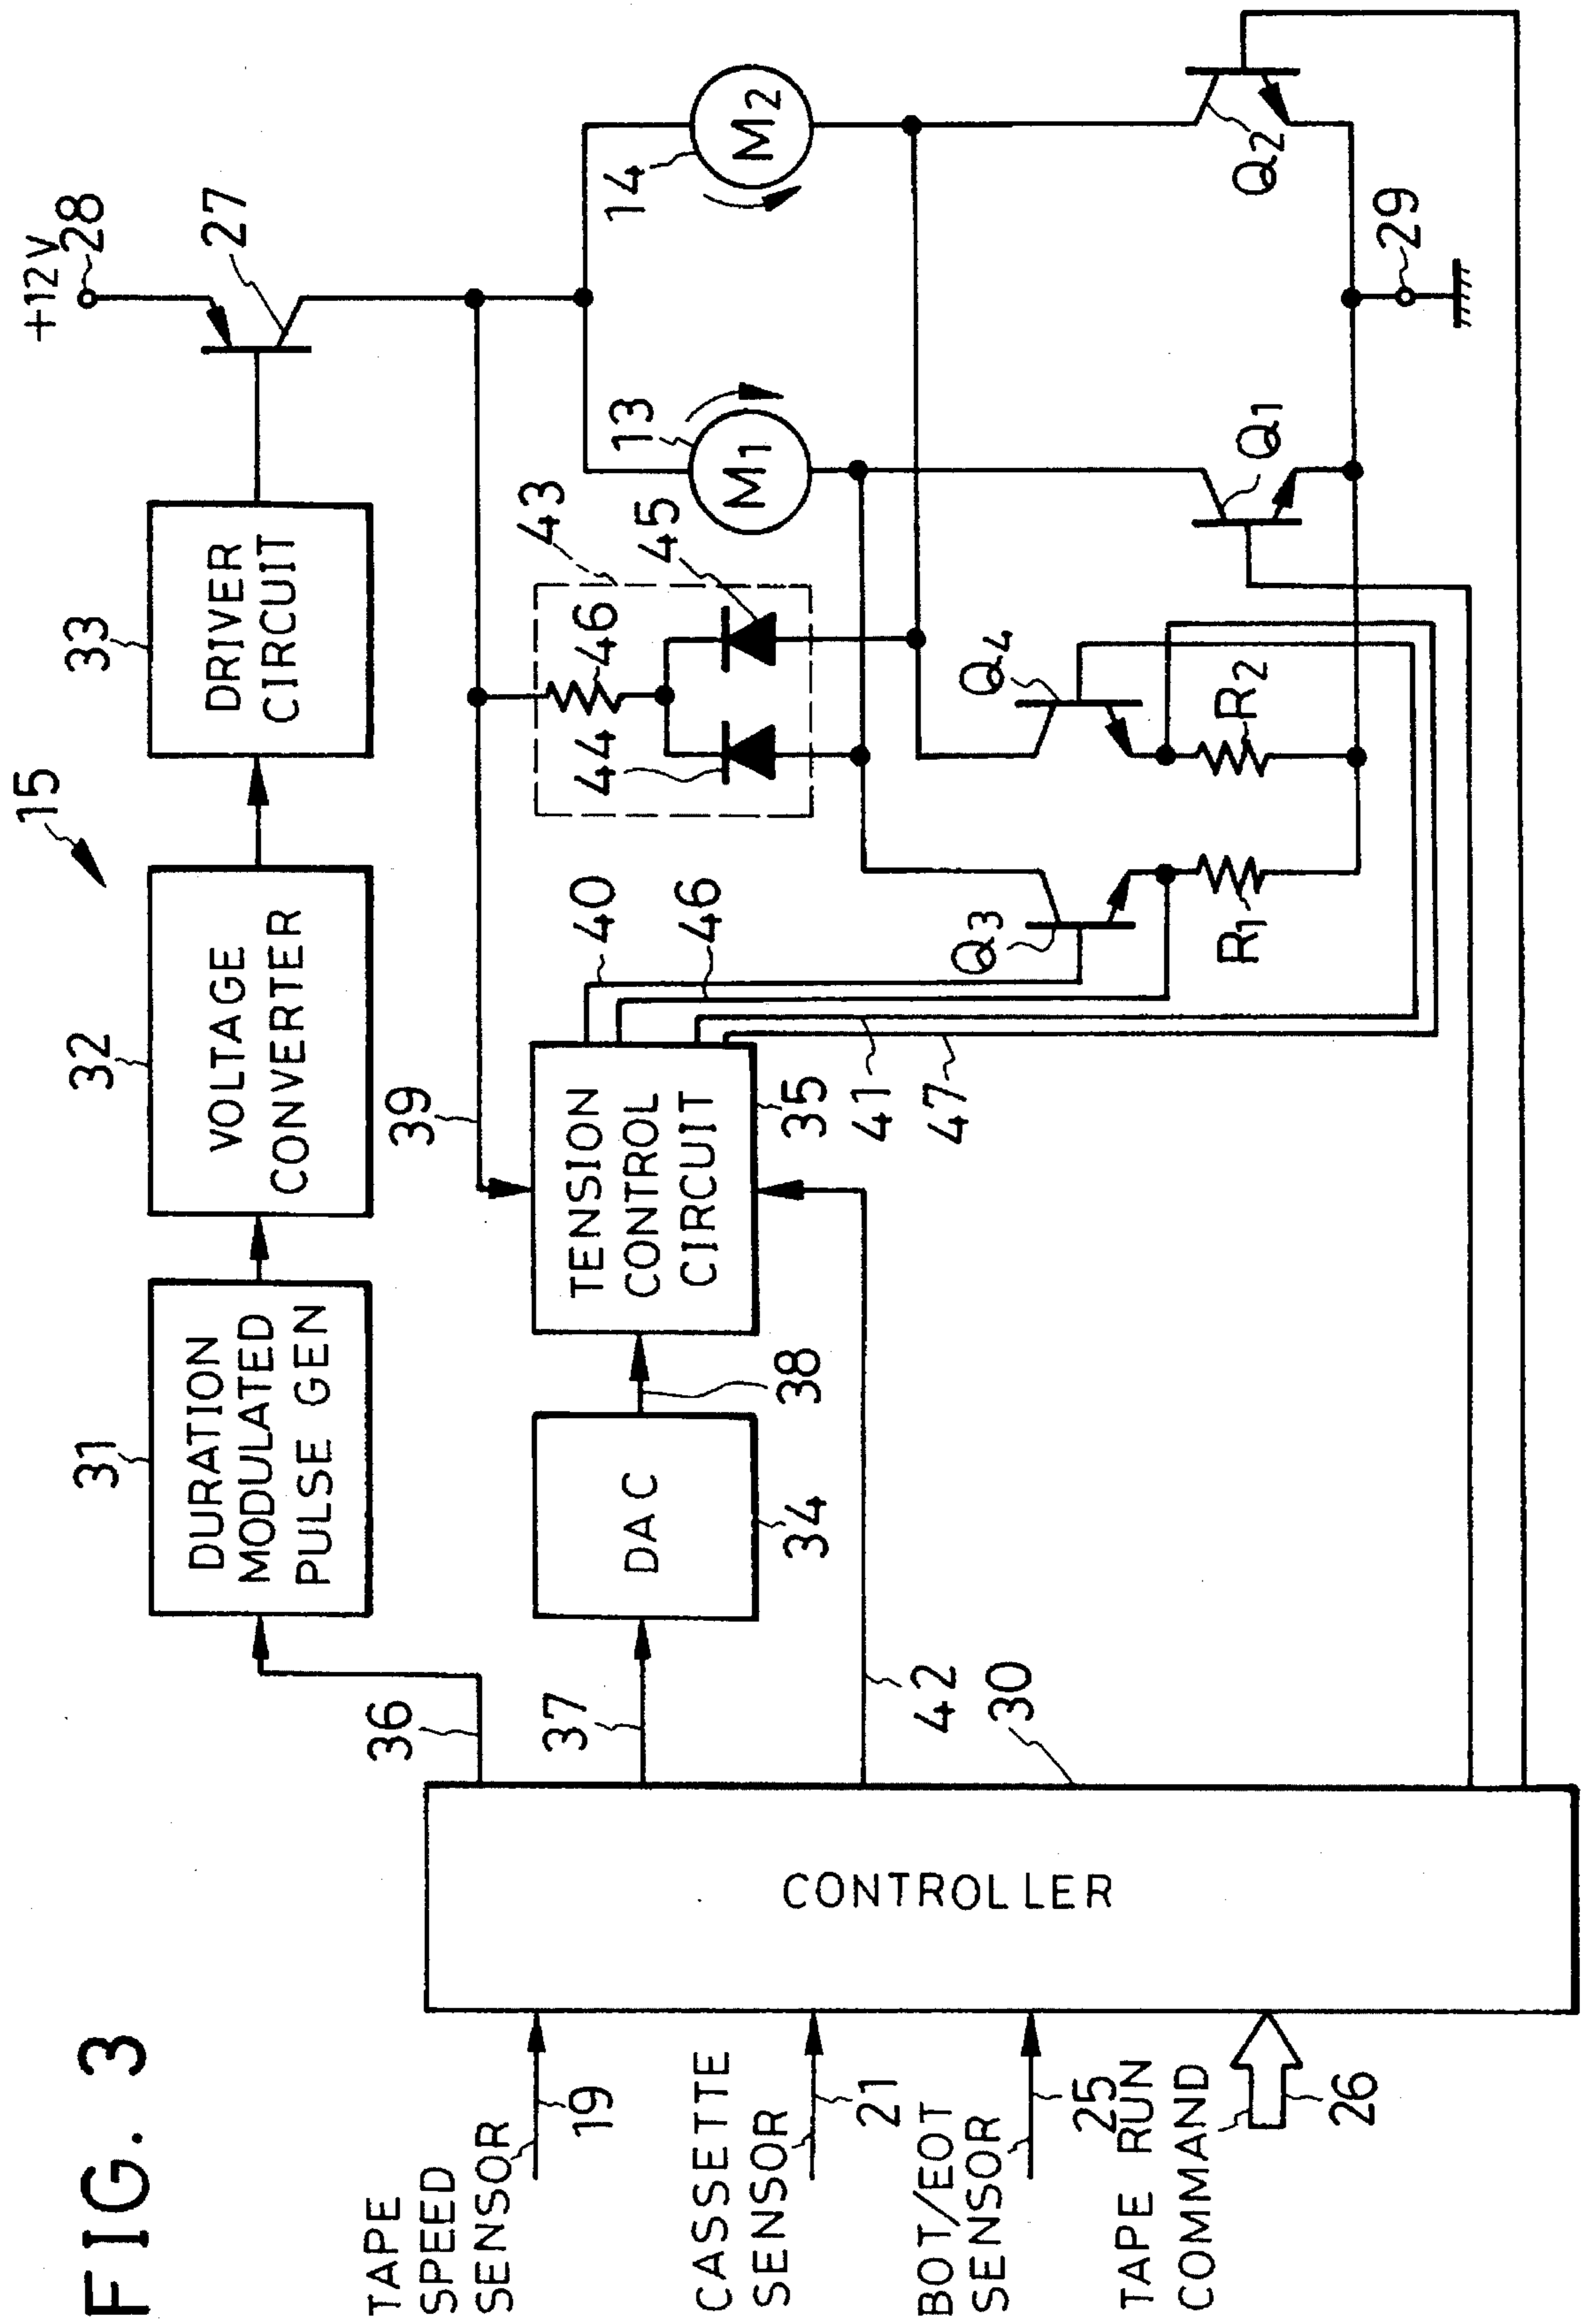 FIG. 3
15
+12V
28
27
31
DURATION
MODULATED
PULSE GEN
32
VOLTAGE
CONVERTER
33
DRIVER
CIRCUIT
36
37
DAC
34
38
39
TENSION
CONTROL
CIRCUIT
35
40
46
41
47
42
30
43
46
44
45
13
M1
14
M2
Q3
R1
Q4
R2
Q1
Q2
29
CONTROLLER
TAPE
SPEED
SENSOR
19
CASSETTE
SENSOR
21
BOT/EOT
SENSOR
25
TAPE RUN
COMMAND
26